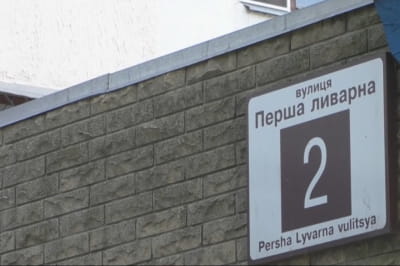 вулиця
Перша ливарна
2
Persha Lyvarna vulitsya